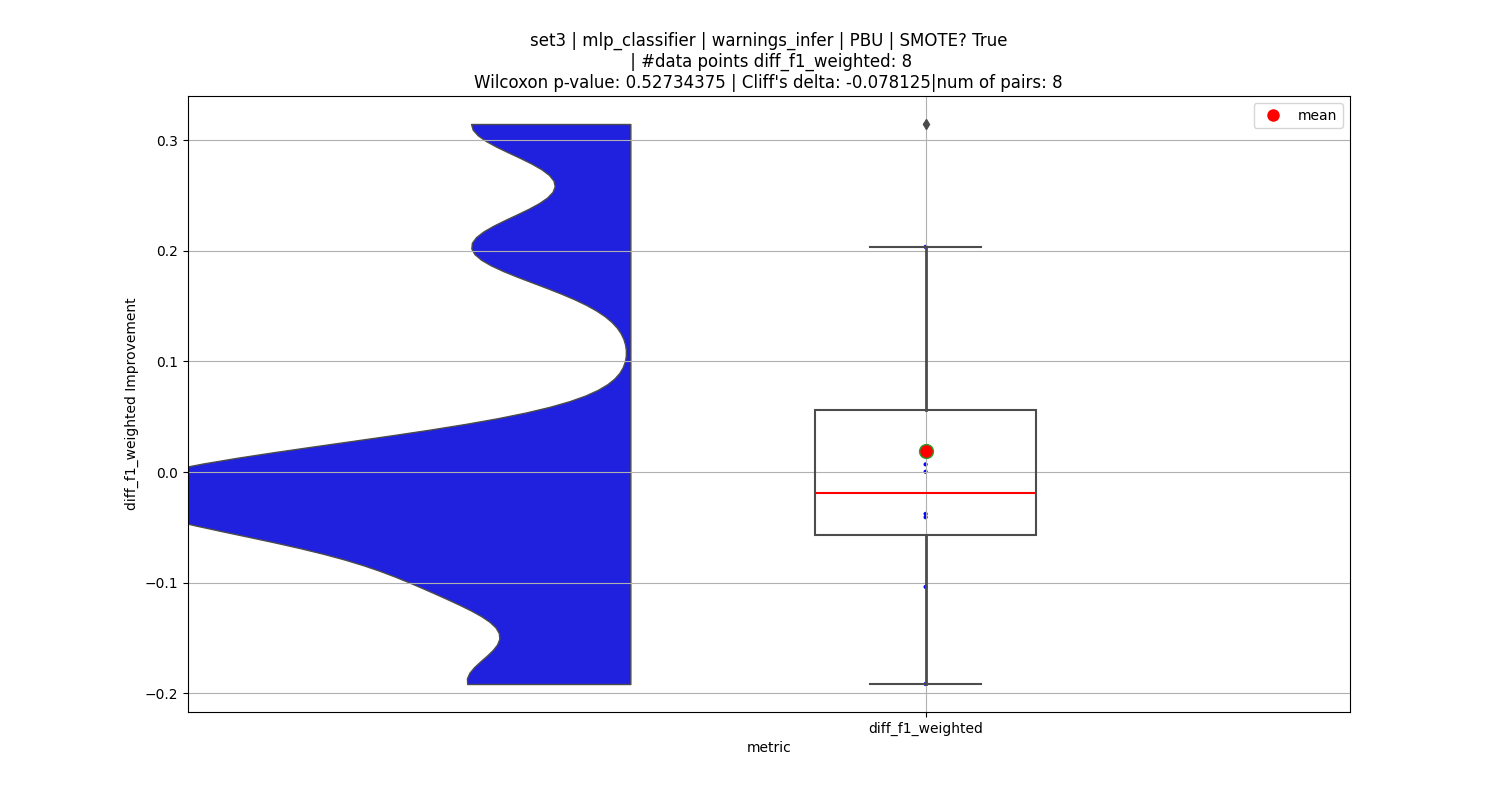 set3 | mlp_classifier | warnings_infer | PBU | SMOTE? True
| #data points diff_f1_weighted: 8
Wilcoxon p-value: 0.52734375 | Cliff's delta: -0.078125|num of pairs: 8
mean
0.3
0.2
0.1
0.0
−0.1
−0.2
diff_f1_weighted Improvement
diff_f1_weighted
metric